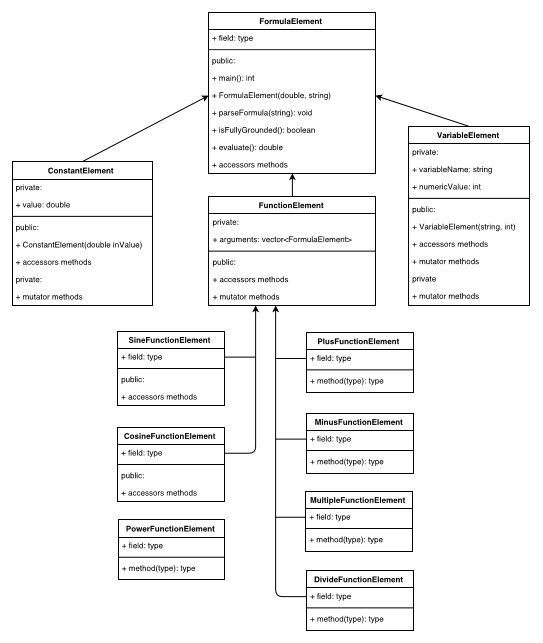 FormulaElement
+ field: type
public:
+ main(): int
+ FormulaElement(double, string)
+ parseFormula(string): void
+ isFullyGrounded(): boolean
+ evaluate(): double
+ accessors methods
ConstantElement
private:
+ value: double
public:
+ ConstantElement(double inValue)
+ accessors methods
private:
+ mutator methods
FunctionElement
private:
+ arguments: vector<FormulaElement>
public:
+ accessors methods
+ mutator methods
VariableElement
private:
+ variableName: string
+ numericValue: int
public:
+ VariableElement(string, int)
+ accessors methods
+ mutator methods
private
+ mutator methods
SineFunctionElement
+ field: type
public:
+ accessors methods
CosineFunctionElement
+ field: type
public:
+ accessors methods
PowerFunctionElement
+ field: type
+ method(type): type
PlusFunctionElement
+ field: type
+ method(type): type
MinusFunctionElement
+ field: type
+ method(type): type
MultipleFunctionElement
+ field: type
+ method(type): type
DivideFunctionElement
+ field: type
+ method(type): type